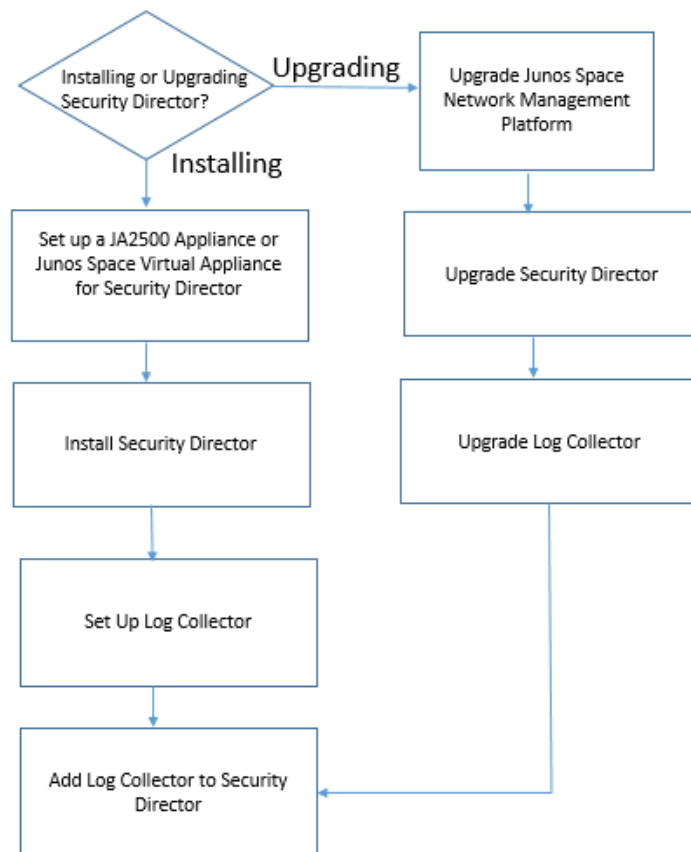 Installing or Upgrading
Security Director?
Upgrading
Upgrade Junos Space
Network Management
Platform
Installing
Set up a JA2500 Appliance or
Junos Space Virtual Appliance
for Security Director
Upgrade Security Director
Install Security Director
Upgrade Log Collector
Set Up Log Collector
Add Log Collector to Security
Director